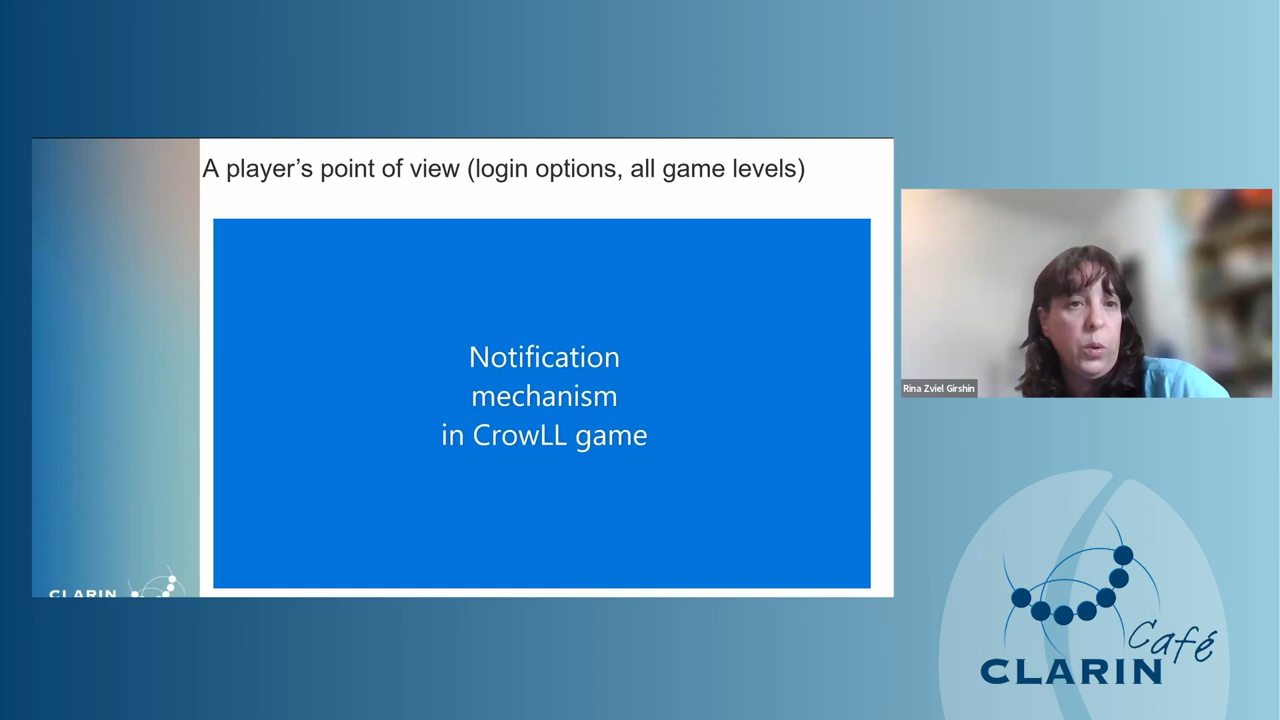 A player’s point of view (login options, all game levels)
Notification
mechanism
in CrowLL game
CLARIN
Rina Zviel Girshin
Café
CLARIN